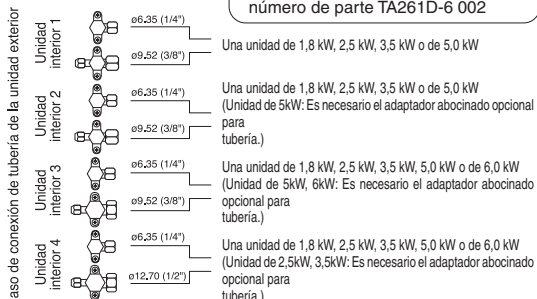 número de parte TA261D-6 002
aso de conexión de tubería de la unidad exterior
Unidad
interior 1
ø6.35 (1/4")
ø9.52 (3/8")
Una unidad de 1,8 kW, 2,5 kW, 3,5 kW o de 5,0 kW
Unidad
interior 2
ø6.35 (1/4")
ø9.52 (3/8")
Una unidad de 1,8 kW, 2,5 kW, 3,5 kW o de 5,0 kW
(Unidad de 5kW: Es necesario el adaptador abocinado opcional
para
tubería.)
Unidad
interior 3
ø6.35 (1/4")
ø9.52 (3/8")
Una unidad de 1,8 kW, 2,5 kW, 3,5 kW, 5,0 kW o de 6,0 kW
(Unidad de 5kW, 6kW: Es necesario el adaptador abocinado
opcional para
tubería.)
Unidad
interior 4
ø6.35 (1/4")
ø12.70 (1/2")
Una unidad de 1,8 kW, 2,5 kW, 3,5 kW, 5,0 kW o de 6,0 kW
(Unidad de 2,5kW, 3,5kW: Es necesario el adaptador abocinado
opcional para
tubería.)